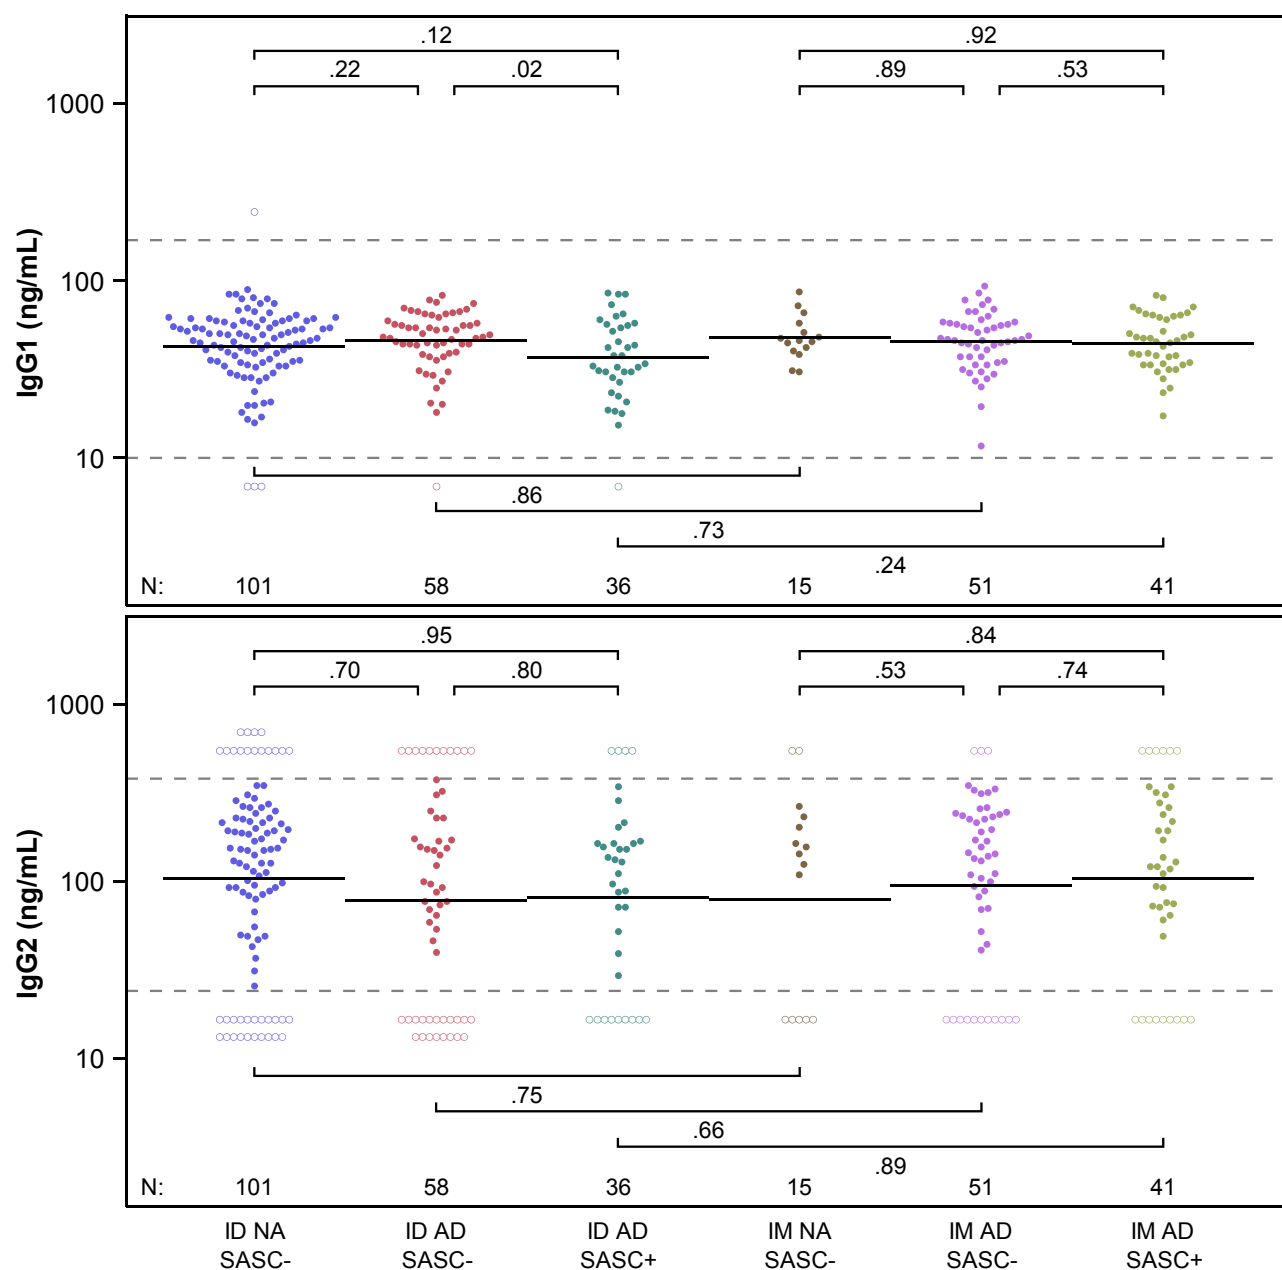 .12
.92
.22
.02
.89
.53
1000
100
10
IgG1 (ng/mL)
.86
.73
.24
N:
101
58
36
15
51
41
.95
.84
.70
.80
.53
.74
1000
100
10
IgG2 (ng/mL)
.75
.66
.89
N:
101
58
36
15
51
41
ID NA
SASC-
ID AD
SASC-
ID AD
SASC+
IM NA
SASC-
IM AD
SASC-
IM AD
SASC+